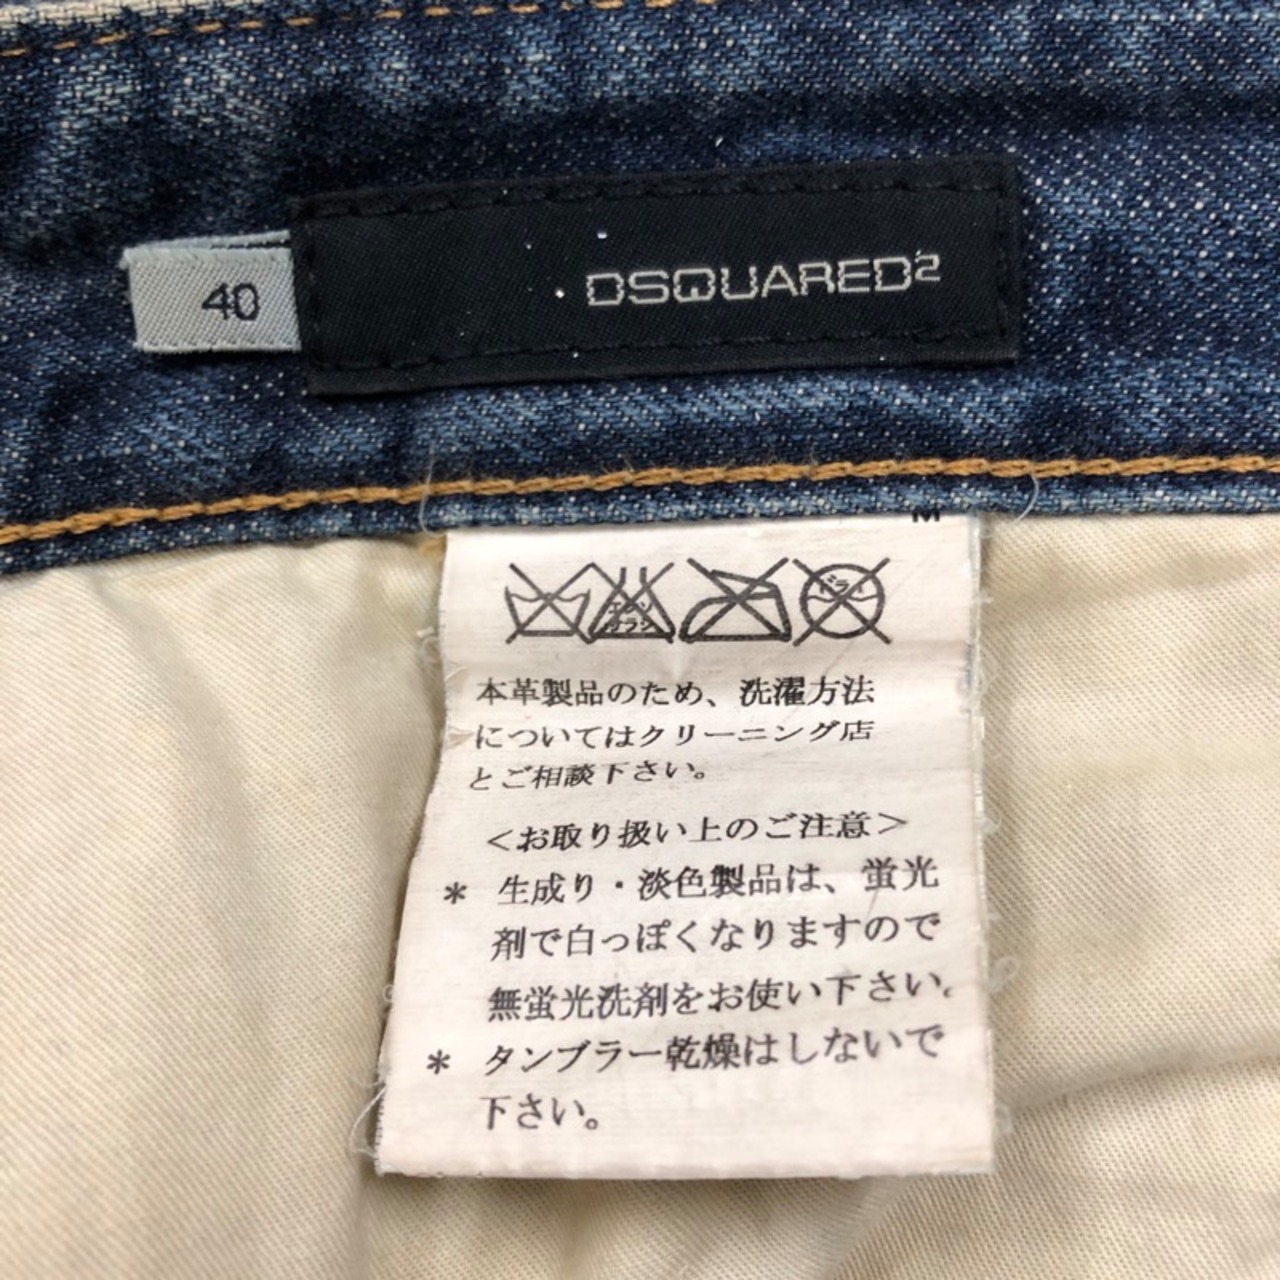 40
DSQUARED²
M
エンソ
サラシ
ドライ
本革製品のため、洗濯方法
についてはクリーニング店
とご相談下さい。
＜お取り扱い上のご注意＞
＊ 生成り・淡色製品は、蛍光
剤で白っぽくなりますので
無蛍光洗剤をお使い下さい。
＊ タンブラー乾燥はしないで
下さい。